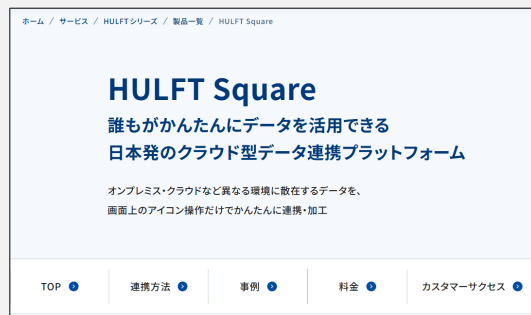 ホーム / サービス / HULFTシリーズ / 製品一覧 / HULFT Square
HULFT Square
誰もがかんたんにデータを活用できる
日本発のクラウド型データ連携プラットフォーム
オンプレミス・クラウドなど異なる環境に散在するデータを、
画面上のアイコン操作だけでかんたんに連携・加工
TOP 連携方法 事例 料金 カスタマーサクセス